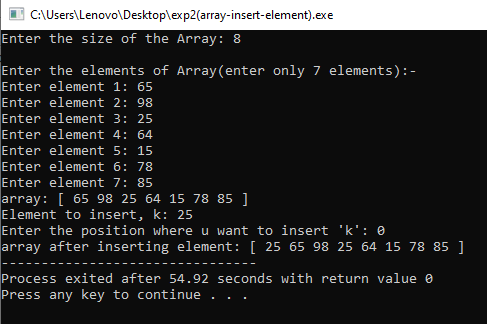 C:\Users\Lenovo\Desktop\exp2(array-insert-element).exe
Enter the size of the Array: 8
Enter the elements of Array(enter only 7 elements):-
Enter element 1: 65
Enter element 2: 98
Enter element 3: 25
Enter element 4: 64
Enter element 5: 15
Enter element 6: 78
Enter element 7: 85
array: [ 65 98 25 64 15 78 85 ]
Element to insert, k: 25
Enter the position where u want to insert 'k': 0
array after inserting element: [ 25 65 98 25 64 15 78 85 ]
--------------------------------
Process exited after 54.92 seconds with return value 0
Press any key to continue . . .